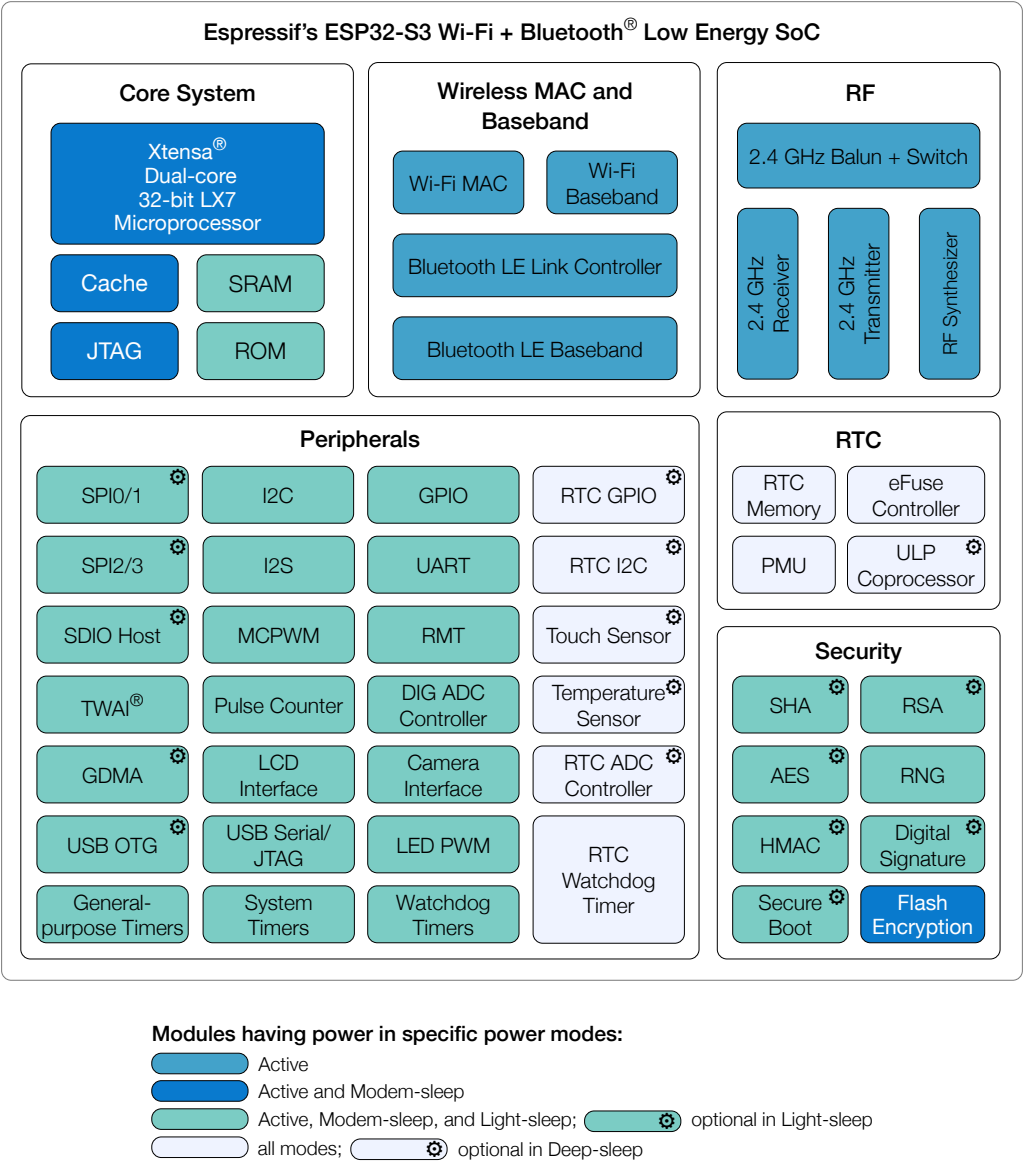 Espressif's ESP32-S3 Wi-Fi + Bluetooth® Low Energy SoC
Core System
Xtensa®
Dual-core
32-bit LX7
Microprocessor
Cache
SRAM
JTAG
ROM
Wireless MAC and
Baseband
Wi-Fi MAC
Wi-Fi
Baseband
Bluetooth LE Link Controller
Bluetooth LE Baseband
RF
2.4 GHz Balun + Switch
2.4 GHz
Receiver
2.4 GHz
Transmitter
RF Synthesizer
Peripherals
SPI0/1
I2C
GPIO
RTC GPIO
SPI2/3
I2S
UART
RTC I2C
SDIO Host
MCPWM
RMT
Touch Sensor
TWAI®
Pulse Counter
DIG ADC
Controller
Temperature
Sensor
GDMA
LCD
Interface
Camera
Interface
RTC ADC
Controller
USB OTG
USB Serial/
JTAG
LED PWM
RTC
Watchdog
Timer
General-
purpose Timers
System
Timers
Watchdog
Timers
RTC
RTC
Memory
eFuse
Controller
PMU
ULP
Coprocessor
Security
SHA
RSA
AES
RNG
HMAC
Digital
Signature
Secure
Boot
Flash
Encryption
Modules having power in specific power modes:
Active
Active and Modem-sleep
Active, Modem-sleep, and Light-sleep; optional in Light-sleep
all modes; optional in Deep-sleep